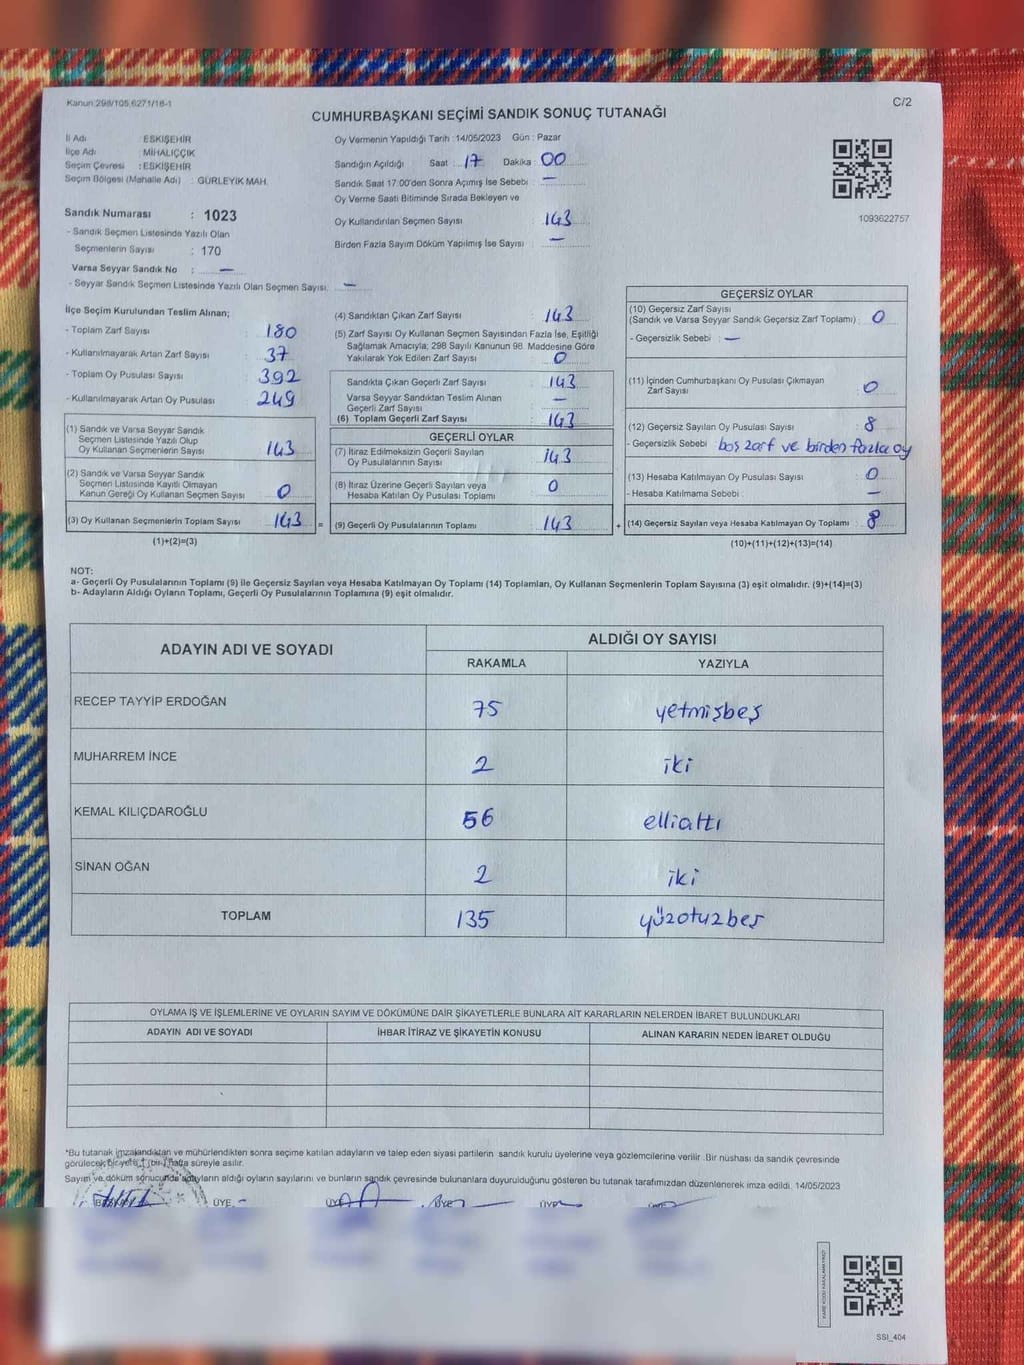 Kanun 298/105,6271/16-1
C/2
CUMHURBAŞKANI SEÇİMİ SANDIK SONUÇ TUTANAĞI
İl Adı : ESKİŞEHİR
İlçe Adı : MİHALIÇÇIK
Seçim Çevresi : ESKİŞEHİR
Seçim Bölgesi (Mahalle Adı) : GÜRLEYİK MAH.
Sandık Numarası : 1023
- Sandık Seçmen Listesinde Yazılı Olan
Seçmenlerin Sayısı : 170
Varsa Seyyar Sandık No : —
- Seyyar Sandık Seçmen Listesinde Yazılı Olan Seçmen Sayısı: —
Oy Vermenin Yapıldığı Tarih : 14/05/2023 Gün : Pazar
Sandığın Açıldığı Saat : 17 Dakika : 00
Sandık Saat 17:00'den Sonra Açımış İse Sebebi : —
Oy Verme Saati Bitiminde Sırada Bekleyen ve
Oy Kullandırılan Seçmen Sayısı : 143
Birden Fazla Sayım Döküm Yapılmış İse Sayısı : —
1093622757
İlçe Seçim Kurulundan Teslim Alınan;
- Toplam Zarf Sayısı : 180
- Kullanılmayarak Artan Zarf Sayısı : 37
- Toplam Oy Pusulası Sayısı : 392
- Kullanılmayarak Artan Oy Pusulası : 249
(1) Sandık ve Varsa Seyyar Sandık
Seçmen Listesinde Yazılı Olup
Oy Kullanan Seçmenlerin Sayısı : 143
(2) Sandık ve Varsa Seyyar Sandık
Seçmen Listesinde Kayıtlı Olmayan
Kanun Gereği Oy Kullanan Seçmen Sayısı : 0
(3) Oy Kullanan Seçmenlerin Toplam Sayısı : 143 =
(1)+(2)=(3)
(4) Sandıktan Çıkan Zarf Sayısı : 143
(5) Zarf Sayısı Oy Kullanan Seçmen Sayısından Fazla İse, Eşitliği
Sağlamak Amacıyla; 298 Sayılı Kanunun 98. Maddesine Göre
Yakılarak Yok Edilen Zarf Sayısı : 0
Sandıkta Çıkan Geçerli Zarf Sayısı : 143
Varsa Seyyar Sandıktan Teslim Alınan
Geçerli Zarf Sayısı : —
(6) Toplam Geçerli Zarf Sayısı : 143
GEÇERLİ OYLAR
(7) İtiraz Edilmeksizin Geçerli Sayılan
Oy Pusulalarının Sayısı : 143
(8) İtiraz Üzerine Geçerli Sayılan veya
Hesaba Katılan Oy Pusulası Toplamı : 0
(9) Geçerli Oy Pusulalarının Toplamı : 143 +
GEÇERSİZ OYLAR
(10) Geçersiz Zarf Sayısı
(Sandık ve Varsa Seyyar Sandık Geçersiz Zarf Toplamı) : 0
- Geçersizlik Sebebi : —
(11) İçinden Cumhurbaşkanı Oy Pusulası Çıkmayan
Zarf Sayısı : 0
(12) Geçersiz Sayılan Oy Pusulası Sayısı : 8
- Geçersizlik Sebebi : boş zarf ve birden fazla oy
(13) Hesaba Katılmayan Oy Pusulası Sayısı : 0
- Hesaba Katılmama Sebebi : —
(14) Geçersiz Sayılan veya Hesaba Katılmayan Oy Toplamı : 8
(10)+(11)+(12)+(13)=(14)
NOT:
a- Geçerli Oy Pusulalarının Toplamı (9) ile Geçersiz Sayılan veya Hesaba Katılmayan Oy Toplamı (14) Toplamları, Oy Kullanan Seçmenlerin Toplam Sayısına (3) eşit olmalıdır. (9)+(14)=(3)
b- Adayların Aldığı Oyların Toplamı, Geçerli Oy Pusulalarının Toplamına (9) eşit olmalıdır.
ADAYIN ADI VE SOYADI
ALDIĞI OY SAYISI
RAKAMLA YAZIYLA
RECEP TAYYİP ERDOĞAN 75 yetmişbeş
MUHARREM İNCE 2 iki
KEMAL KILIÇDAROĞLU 56 elliatı
SİNAN OĞAN 2 iki
TOPLAM 135 yüzotuzbeş
OYLAMA İŞ VE İŞLEMLERİNE VE OYLARIN SAYIM VE DÖKÜMÜNE DAİR ŞİKAYETLERLE BUNLARA AİT KARARLARIN NELERDEN İBARET BULUNDUKLARI
ADAYIN ADI VE SOYADI İHBAR İTİRAZ VE ŞİKAYETİN KONUSU ALINAN KARARIN NEDEN İBARET OLDUĞU
*Bu tutanak imzalandıktan ve mühürlendikten sonra seçime katılan adayların ve talep eden siyasi partilerin sandık kurulu üyelerine veya gözlemcilerine verilir. Bir nüshası da sandık çevresinde
görülecek bir yere 1 (bir) hafta süreyle asılır.
Sayım ve döküm sonucunda adayların aldığı oyların sayılarını ve bunların sandık çevresinde bulunanlara duyurulduğunu gösteren bu tutanak tarafımızdan düzenlenerek imza edildi. 14/05/2023
BAŞKAN ÜYE ÜYE ÜYE ÜYE
KARE KODU KARALAMAYINIZ!
SSI_404